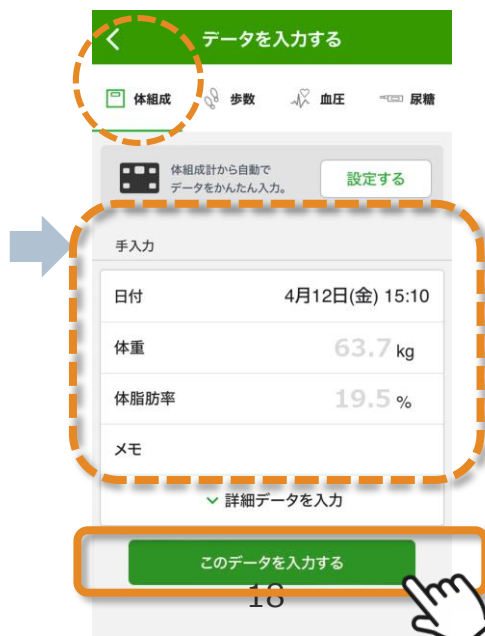 データを入力する
体組成 歩数 血圧 尿糖
体組成計から自動で
データをかんたん入力。
設定する
手入力
日付 4月12日(金) 15:10
体重 63.7 kg
体脂肪率 19.5 %
メモ
詳細データを入力
このデータを入力する
18